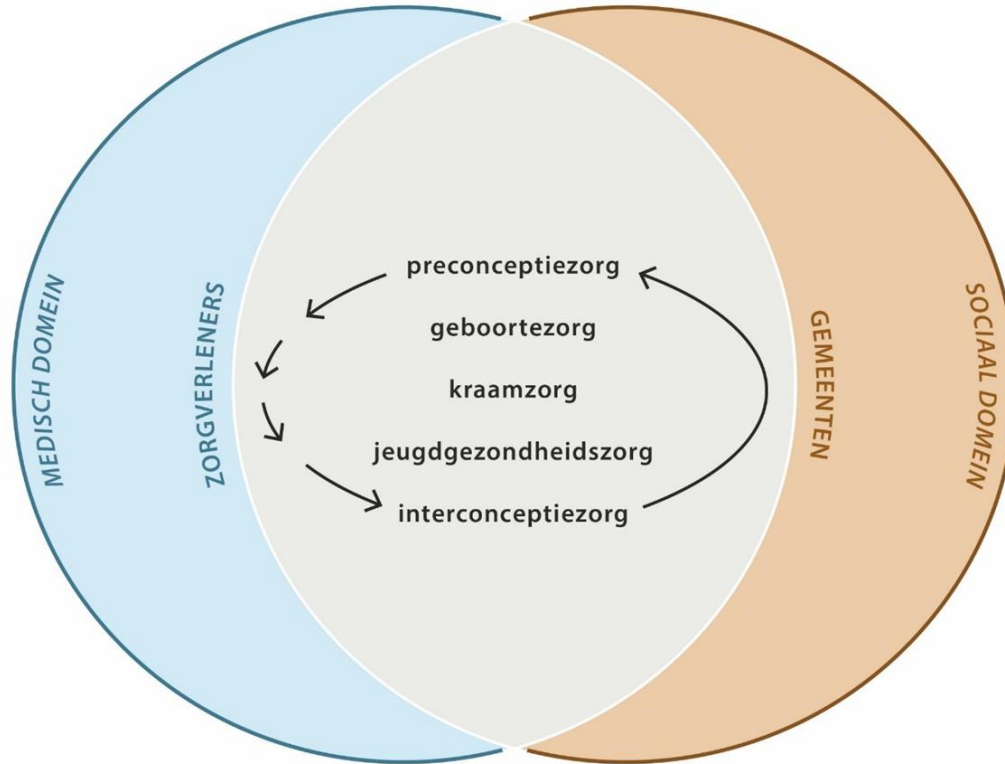 MEDISCH DOMEIN
ZORGVERLENERS
preconceptiezorg
geboortezorg
kraamzorg
jeugdgezondheidszorg
interconceptiezorg
GEMEENTEN
SOCIAAL DOMEIN